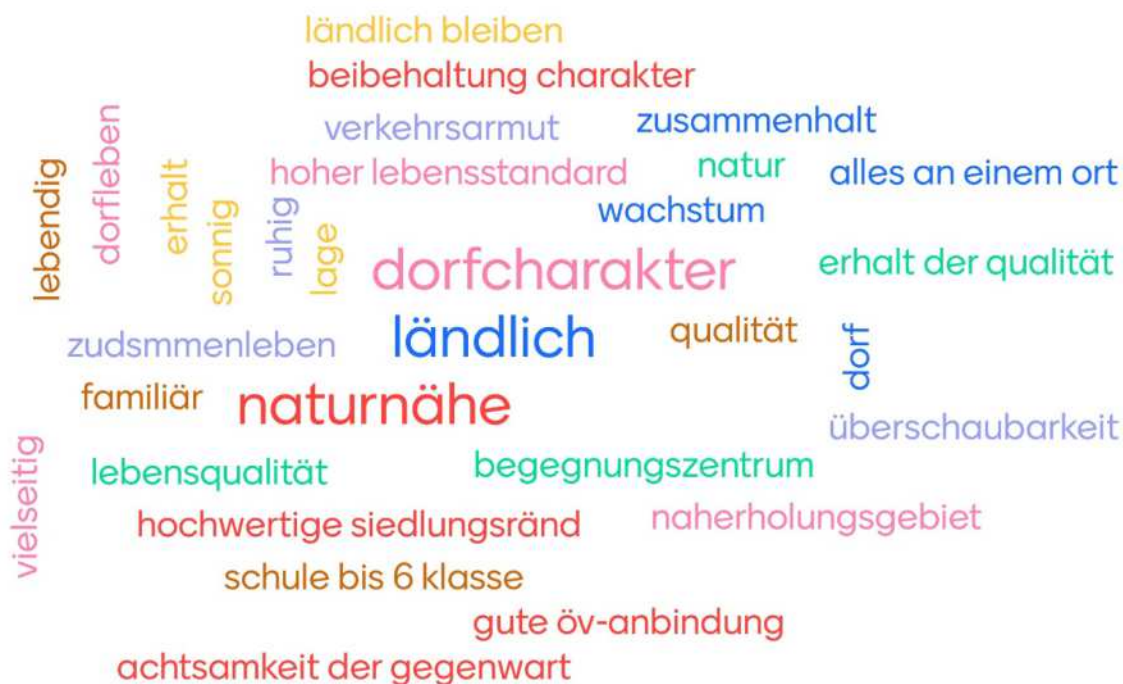 ländlich bleiben
beibehaltung charakter
verkehrsarmut
zusammenhalt
hoher lebensstandard
natur
alles an einem ort
lebendig
dorfleben
erhalt
sonnig
ruhig
lage
wachstum
dorfcharakter
erhalt der qualität
zudsmmenleben
ländlich
qualität
dorf
familiär
naturnähe
überschaubarkeit
vielseitig
lebensqualität
begegnungszentrum
hochwertige siedlungsränd
naherholungsgebiet
schule bis 6 klasse
gute öv-anbindung
achtsamkeit der gegenwart